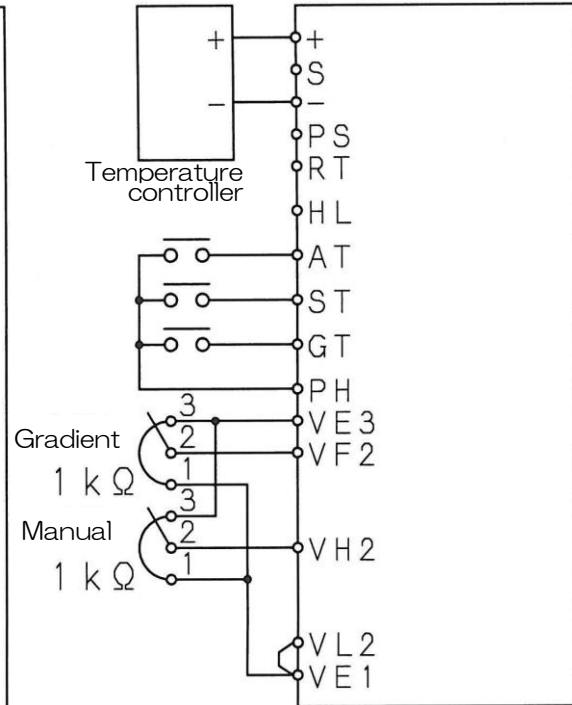 + +
S
− −
PS
Temperature
controller
RT
HL
AT
ST
GT
PH
3
VE3
Gradient
2
VF2
1 kΩ
1
3
Manual
2
VH2
1 kΩ
1
VL2
VE1